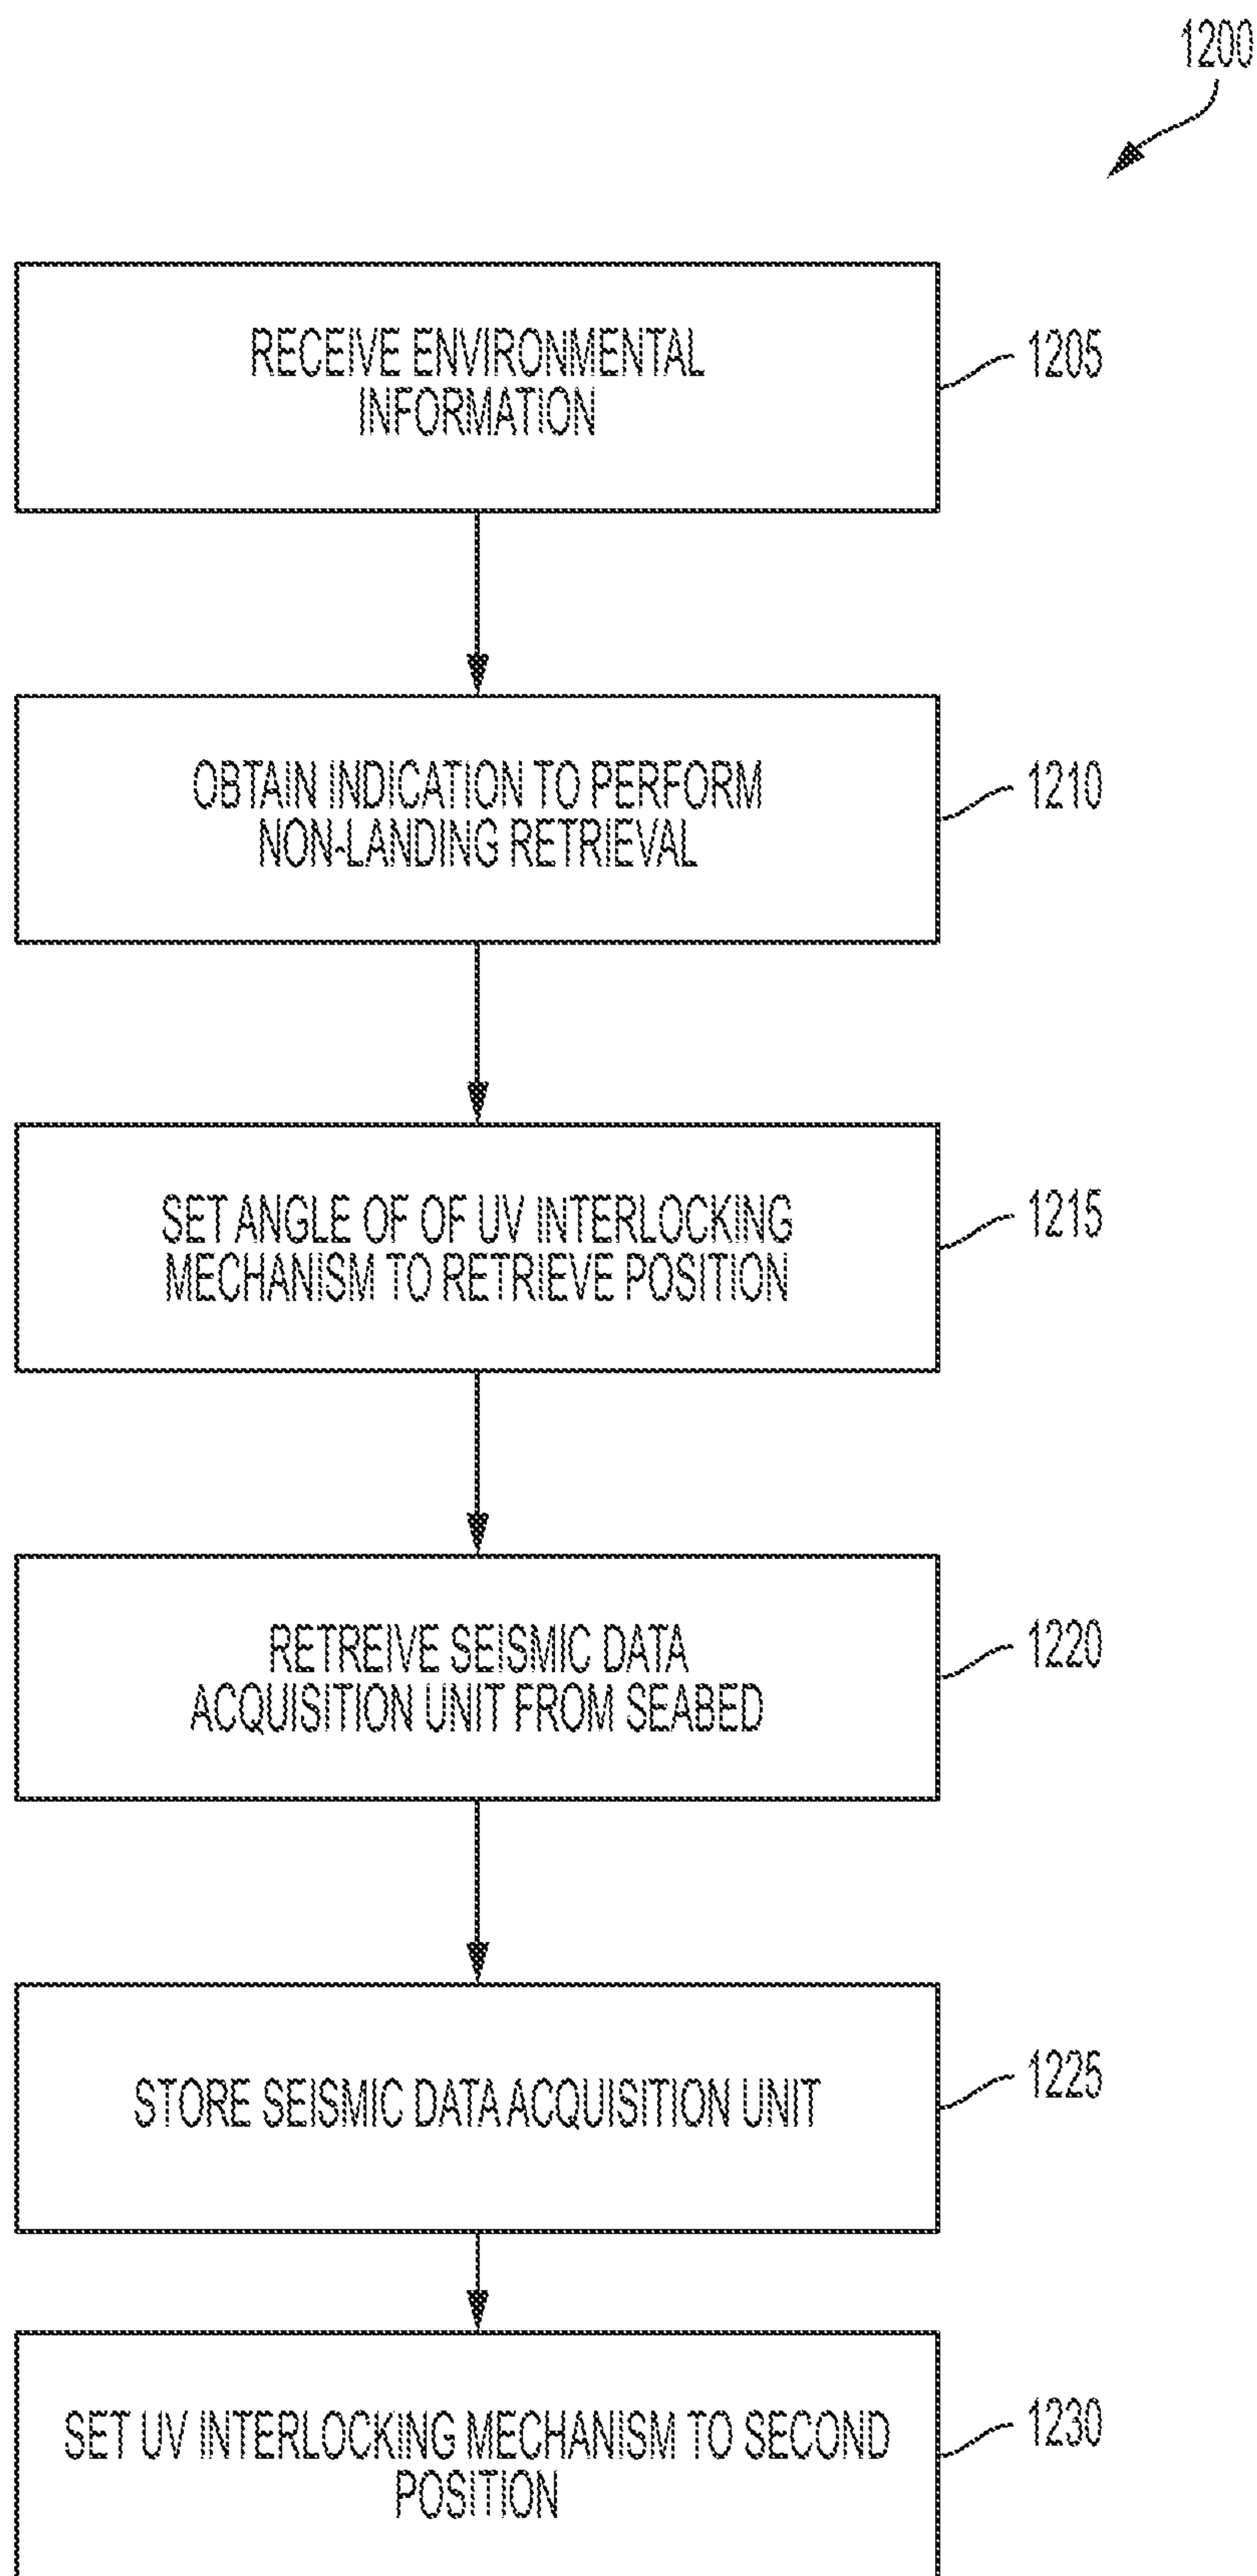 1200
RECEIVE ENVIRONMENTAL
INFORMATION
1205
OBTAIN INDICATION TO PERFORM
NON-LANDING RETRIEVAL
1210
SET ANGLE OF OF UV INTERLOCKING
MECHANISM TO RETRIEVE POSITION
1215
RETREIVE SEISMIC DATA
ACQUISITION UNIT FROM SEABED
1220
STORE SEISMIC DATA ACQUISITION UNIT
1225
SET UV INTERLOCKING MECHANISM TO SECOND
POSITION
1230